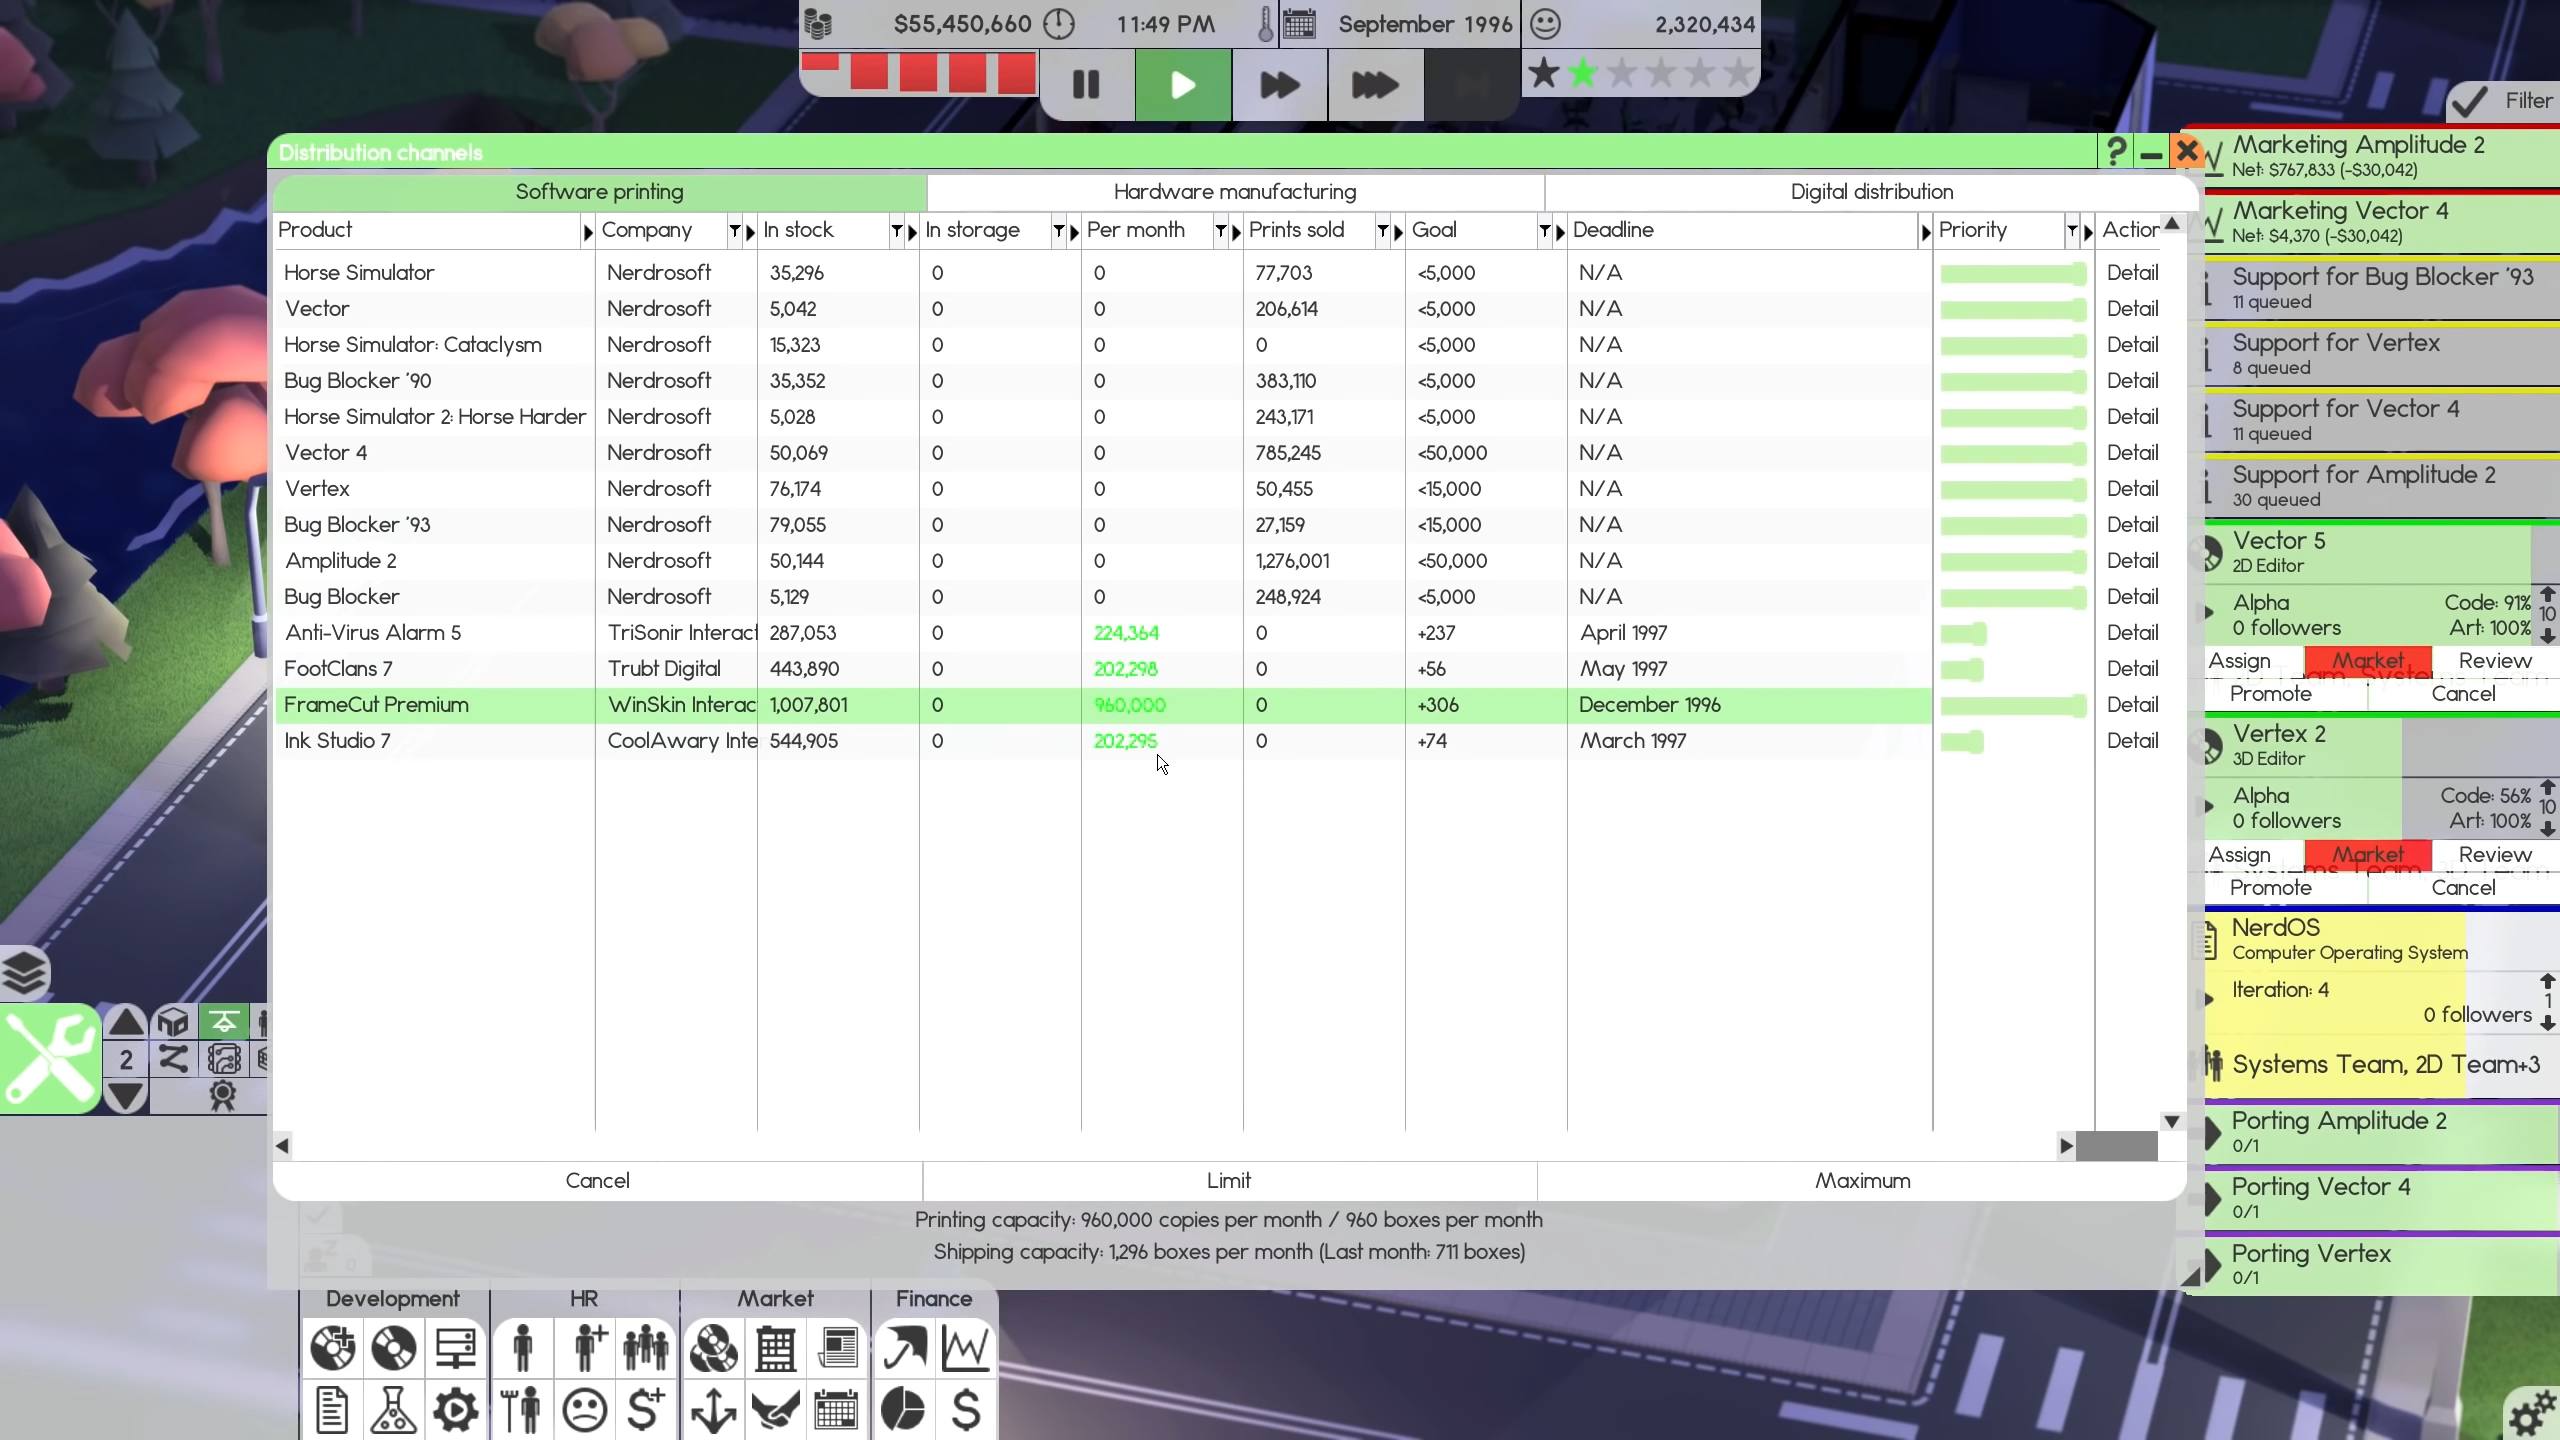 $55,450,660 11:49 PM September 1996 2,320,434
Filter
Distribution channels
Software printing Hardware manufacturing Digital distribution
Product Company In stock In storage Per month Prints sold Goal Deadline Priority Action
Horse Simulator Nerdrosoft 35,296 0 0 77,703 <5,000 N/A Detail
Vector Nerdrosoft 5,042 0 0 206,614 <5,000 N/A Detail
Horse Simulator: Cataclysm Nerdrosoft 15,323 0 0 0 <5,000 N/A Detail
Bug Blocker '90 Nerdrosoft 35,352 0 0 383,110 <5,000 N/A Detail
Horse Simulator 2: Horse Harder Nerdrosoft 5,028 0 0 243,171 <5,000 N/A Detail
Vector 4 Nerdrosoft 50,069 0 0 785,245 <50,000 N/A Detail
Vertex Nerdrosoft 76,174 0 0 50,455 <15,000 N/A Detail
Bug Blocker '93 Nerdrosoft 79,055 0 0 27,159 <15,000 N/A Detail
Amplitude 2 Nerdrosoft 50,144 0 0 1,276,001 <50,000 N/A Detail
Bug Blocker Nerdrosoft 5,129 0 0 248,924 <5,000 N/A Detail
Anti-Virus Alarm 5 TriSonir Interact 287,053 0 224,364 0 +237 April 1997 Detail
FootClans 7 Trubt Digital 443,890 0 202,298 0 +56 May 1997 Detail
FrameCut Premium WinSkin Interac 1,007,801 0 960,000 0 +306 December 1996 Detail
Ink Studio 7 CoolAwary Inte 544,905 0 202,295 0 +74 March 1997 Detail
Cancel Limit Maximum
Printing capacity: 960,000 copies per month / 960 boxes per month
Shipping capacity: 1,296 boxes per month (Last month: 711 boxes)
Marketing Amplitude 2
Net: $767,833 (-$30,042)
Marketing Vector 4
Net: $4,370 (-$30,042)
Support for Bug Blocker '93
11 queued
Support for Vertex
8 queued
Support for Vector 4
11 queued
Support for Amplitude 2
30 queued
Vector 5
2D Editor
Alpha Code: 91%
10
0 followers Art: 100%
Assign Market Review
Promote Cancel
Vertex 2
3D Editor
Alpha Code: 56%
10
0 followers Art: 100%
Assign Market Review
Promote Cancel
NerdOS
Computer Operating System
Iteration: 4
1
0 followers
Systems Team, 2D Team+3
Porting Amplitude 2
0/1
Porting Vector 4
0/1
Porting Vertex
0/1
2
0
Development HR Market Finance